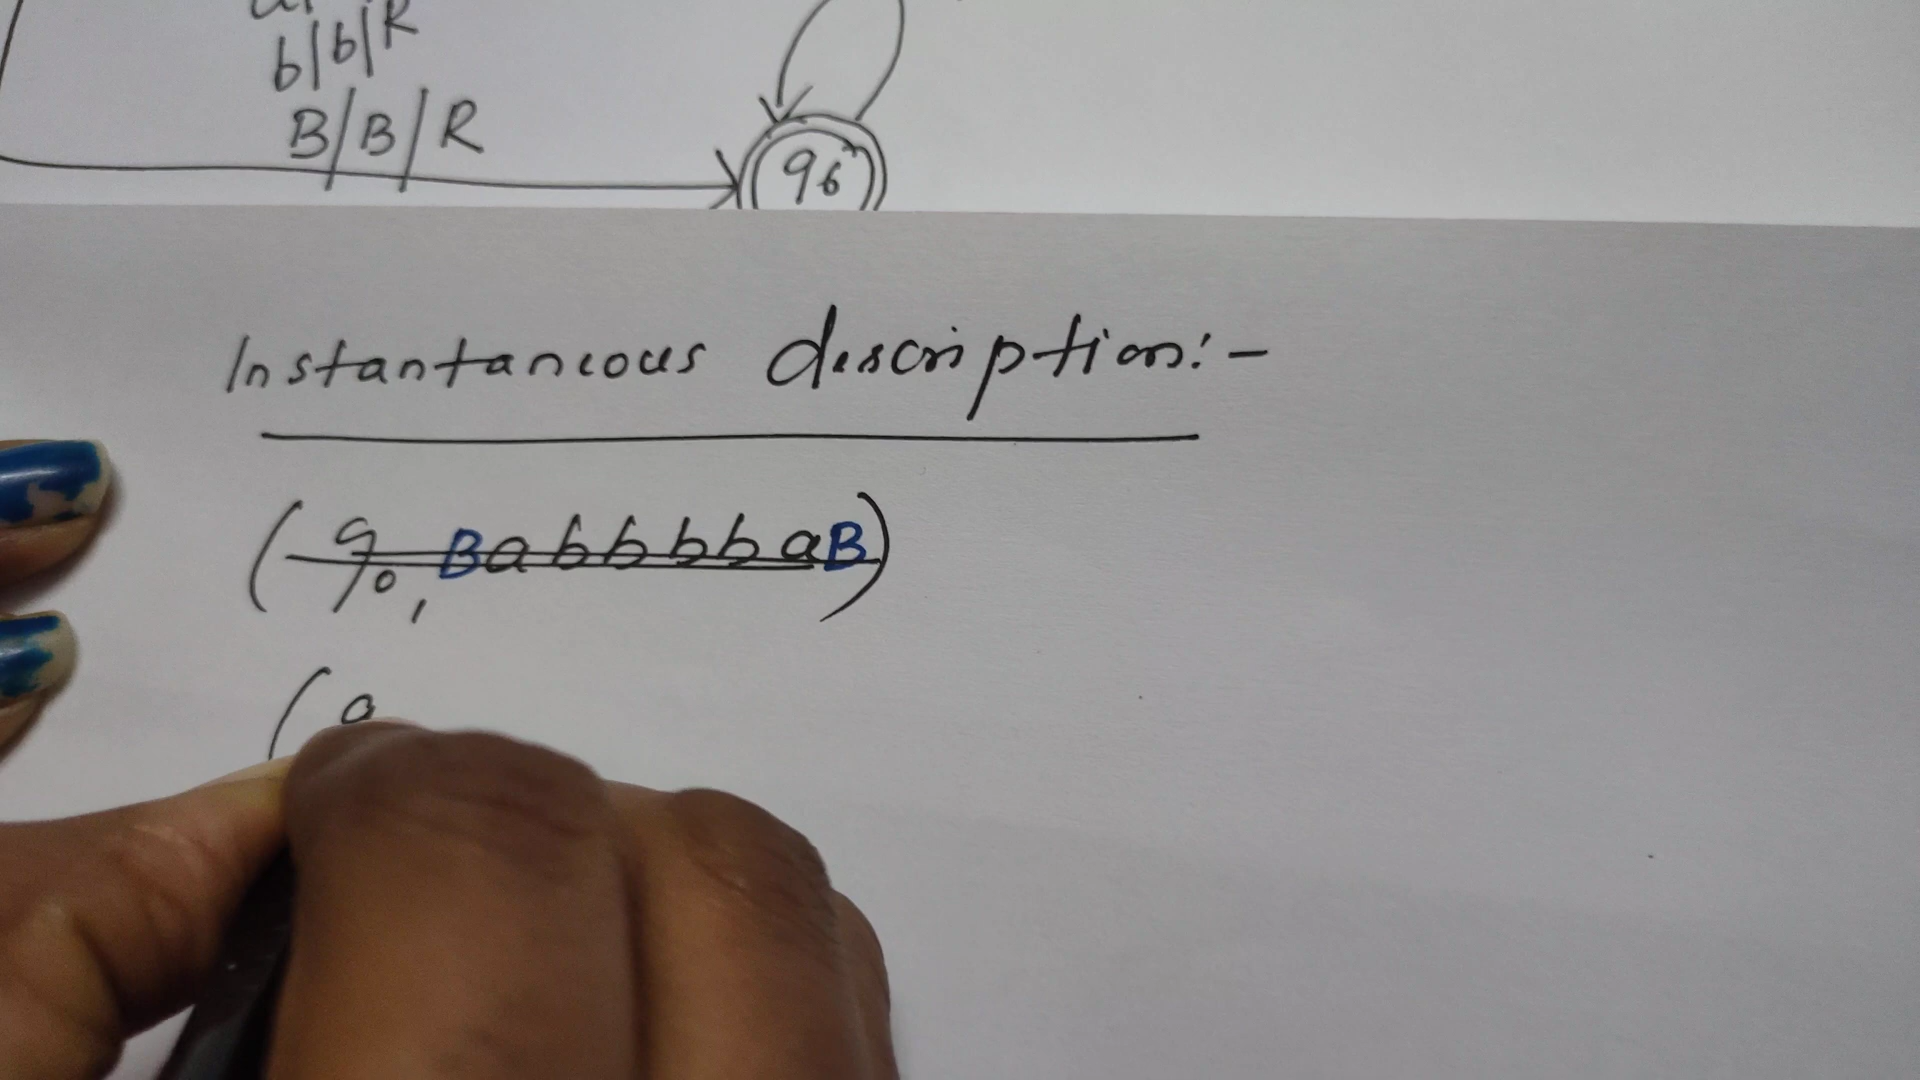 b/b/R
B/B/R
q6
Instantaneous description:-
(q0, BabbbbaB)
(q